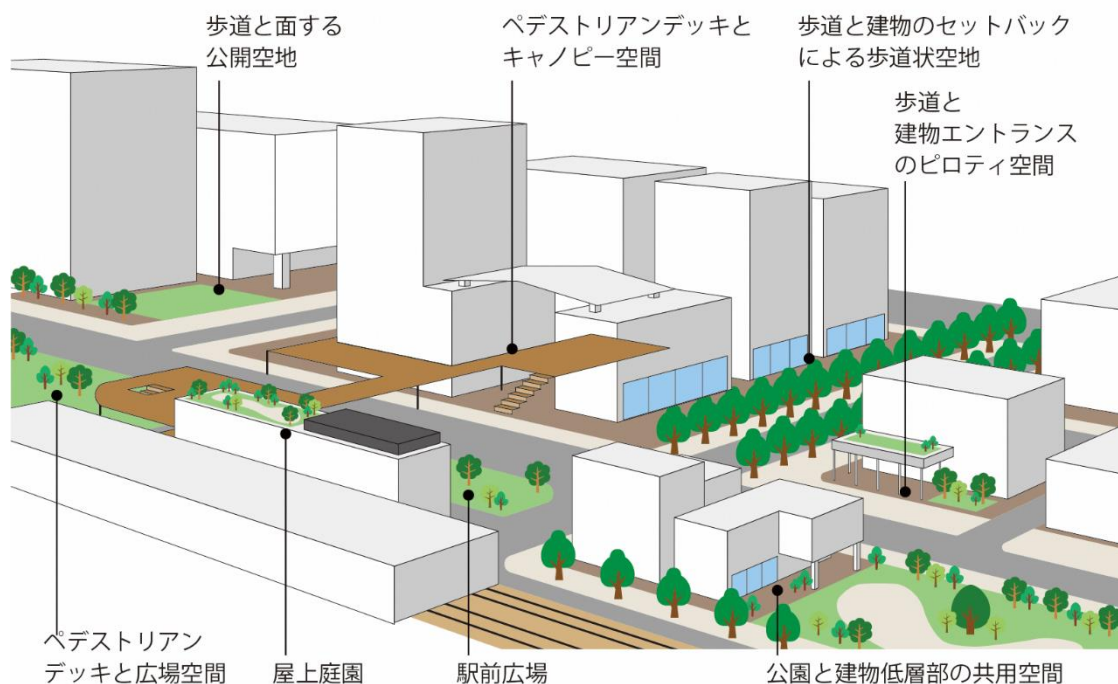 歩道と面する
公開空地
ペデストリアンデッキと
キャノピー空間
歩道と建物のセットバック
による歩道状空地
歩道と
建物エントランス
のピロティ空間
ペデストリアン
デッキと広場空間
屋上庭園
駅前広場
公園と建物低層部の共用空間